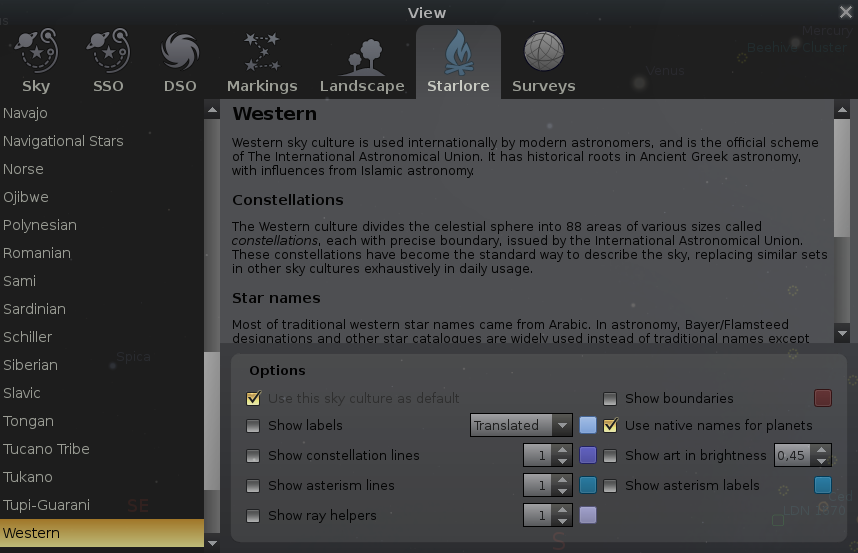 View
Mercury
Beehive Cluster
Venus
Sky
SSO
DSO
Markings
Landscape
Starlore
Surveys
Navajo
Navigational Stars
Norse
Ojibwe
Polynesian
Romanian
Sami
Sardinian
Schiller
Siberian
Spica
Slavic
Tongan
Tucano Tribe
Tukano
Tupi-Guarani
SE
Western
Western
Western sky culture is used internationally by modern astronomers, and is the official scheme
of The International Astronomical Union. It has historical roots in Ancient Greek astronomy,
with influences from Islamic astronomy.
Constellations
The Western culture divides the celestial sphere into 88 areas of various sizes called
constellations, each with precise boundary, issued by the International Astronomical Union.
These constellations have become the standard way to describe the sky, replacing similar sets
in other sky cultures exhaustively in daily usage.
Star names
Most of traditional western star names came from Arabic. In astronomy, Bayer/Flamsteed
designations and other star catalogues are widely used instead of traditional names except
Options
Use this sky culture as default
Show boundaries
Show labels
Translated
Use native names for planets
Show constellation lines
1
Show art in brightness
0,45
Show asterism lines
1
Show asterism labels
Show ray helpers
1
S